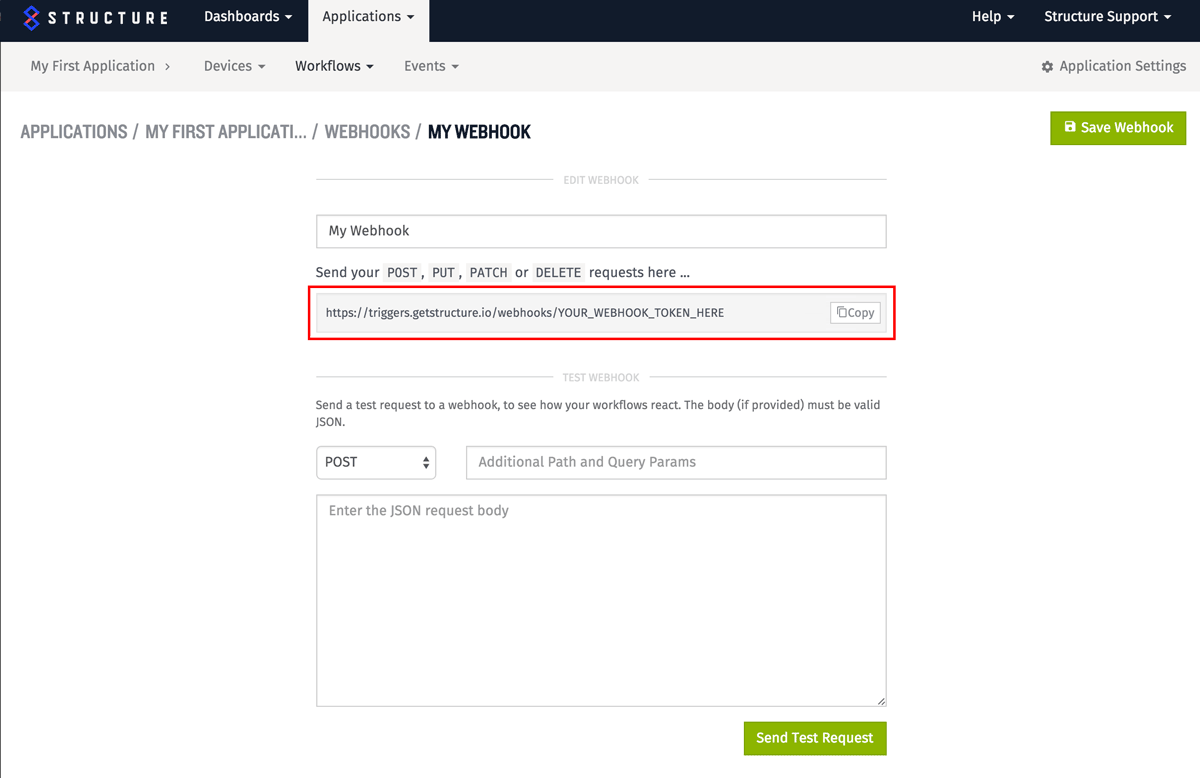 STRUCTURE Dashboards Applications Help Structure Support
My First Application Devices Workflows Events Application Settings
APPLICATIONS / MY FIRST APPLICATI... / WEBHOOKS / MY WEBHOOK Save Webhook
EDIT WEBHOOK
My Webhook
Send your POST, PUT, PATCH or DELETE requests here ...
https://triggers.getstructure.io/webhooks/YOUR_WEBHOOK_TOKEN_HERE Copy
TEST WEBHOOK
Send a test request to a webhook, to see how your workflows react. The body (if provided) must be valid
JSON.
POST Additional Path and Query Params
Enter the JSON request body
Send Test Request